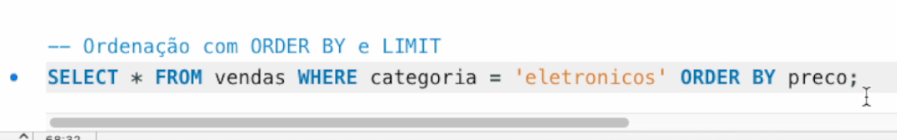 -- Ordenação com ORDER BY e LIMIT
SELECT * FROM vendas WHERE categoria = 'eletronicos' ORDER BY preco;